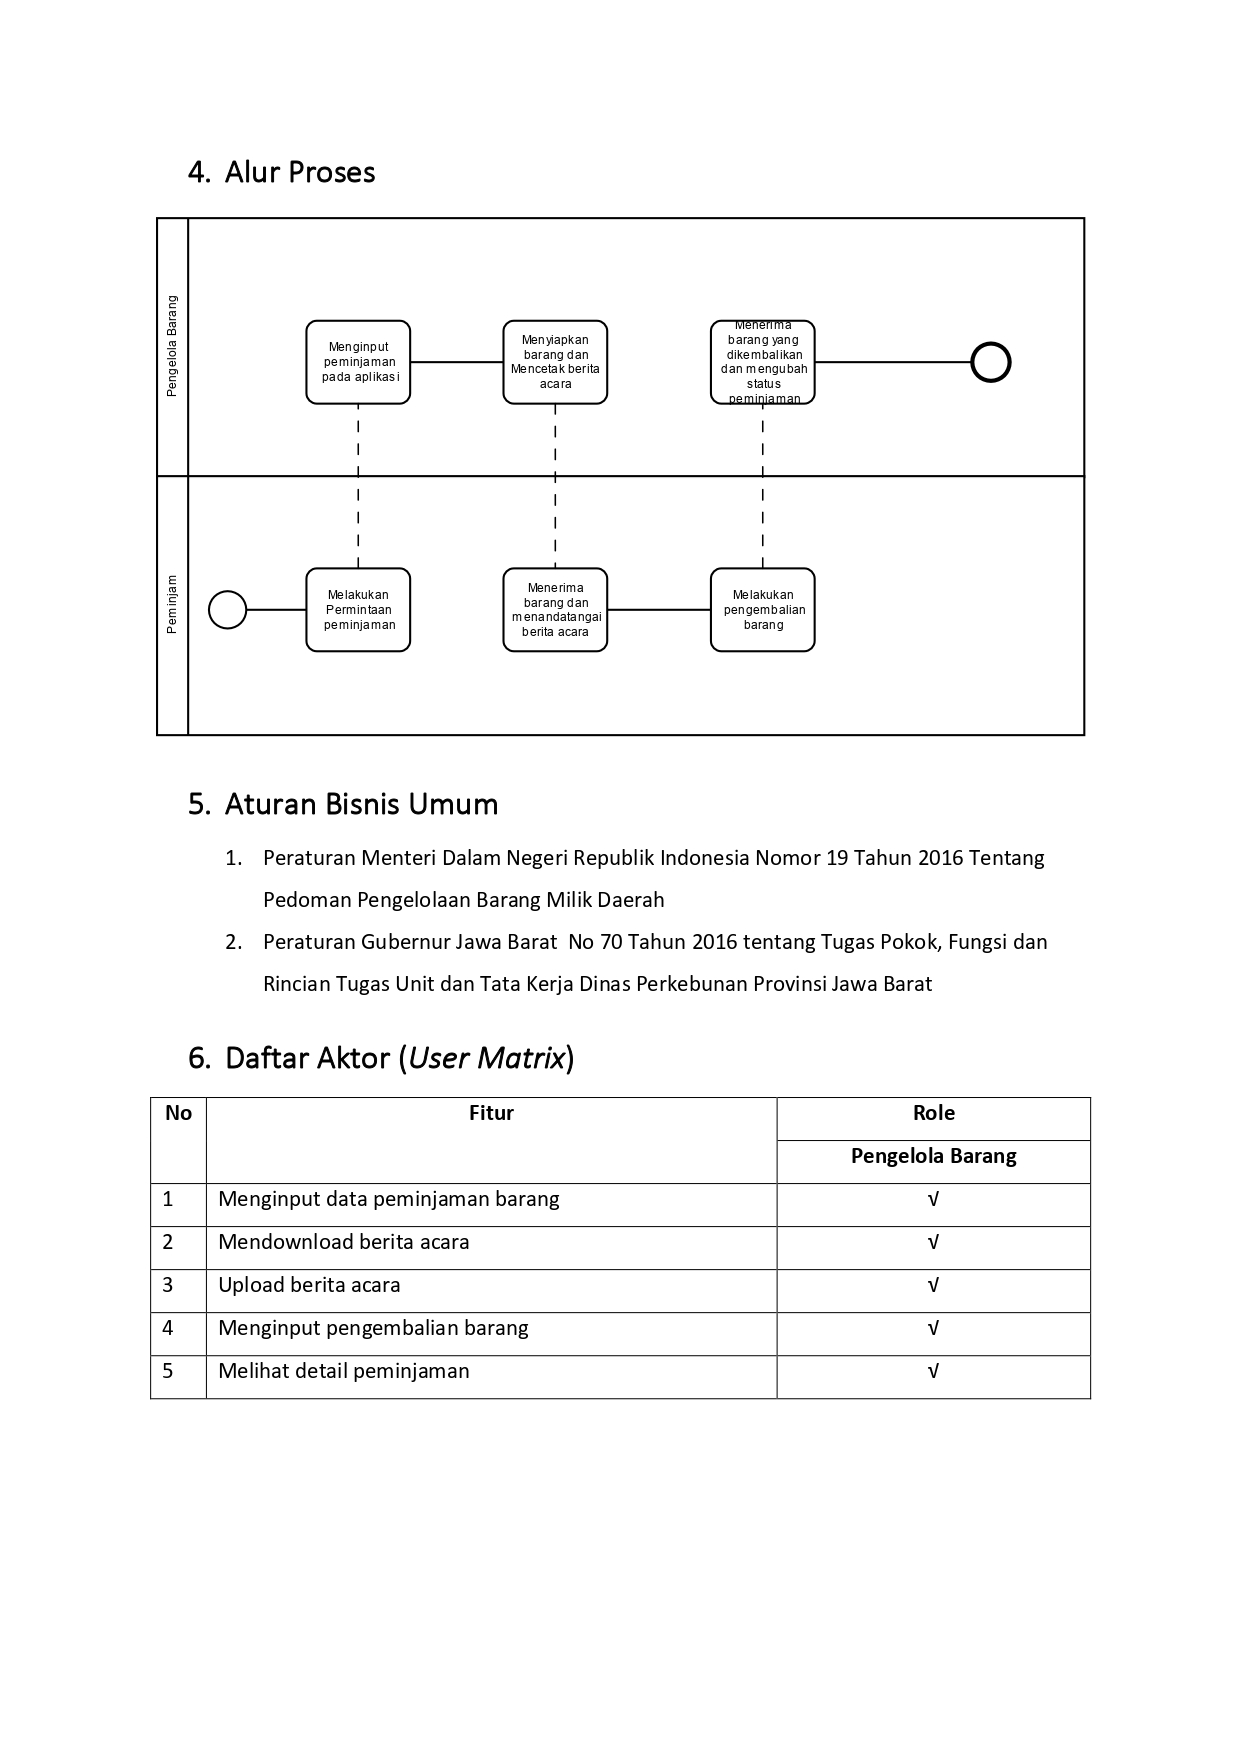 4. Alur Proses
Pengelola Barang
Menginput
peminjaman
pada aplikasi
Menyiapkan
barang dan
Mencetak berita
acara
Menerima
barang yang
dikembalikan
dan mengubah
status
peminjaman
Peminjam
Melakukan
Permintaan
peminjaman
Menerima
barang dan
menandatangai
berita acara
Melakukan
pengembalian
barang
5. Aturan Bisnis Umum
1. Peraturan Menteri Dalam Negeri Republik Indonesia Nomor 19 Tahun 2016 Tentang
Pedoman Pengelolaan Barang Milik Daerah
2. Peraturan Gubernur Jawa Barat  No 70 Tahun 2016 tentang Tugas Pokok, Fungsi dan
Rincian Tugas Unit dan Tata Kerja Dinas Perkebunan Provinsi Jawa Barat
6. Daftar Aktor (User Matrix)
No Fitur Role
Pengelola Barang
1 Menginput data peminjaman barang √
2 Mendownload berita acara √
3 Upload berita acara √
4 Menginput pengembalian barang √
5 Melihat detail peminjaman √